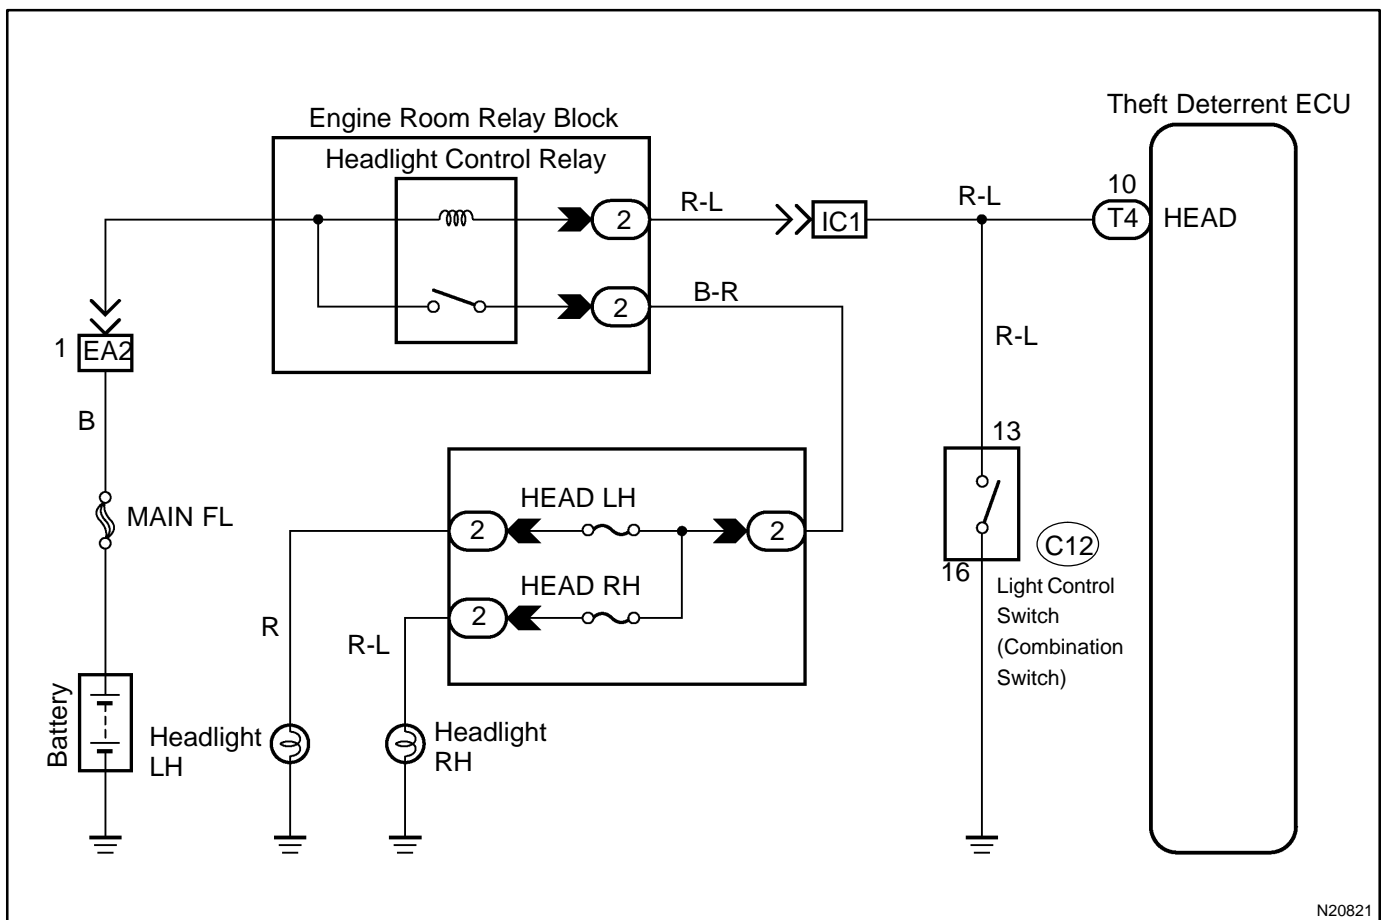 Theft Deterrent ECU
Engine Room Relay Block
Headlight Control Relay
10
2
R-L
IC1
R-L
T4
HEAD
2
B-R
R-L
1
EA2
B
13
HEAD LH
MAIN FL
2
2
C12
16
HEAD RH
Light Control
Switch
(Combination
Switch)
2
R
R-L
Battery
Headlight
LH
Headlight
RH
N20821